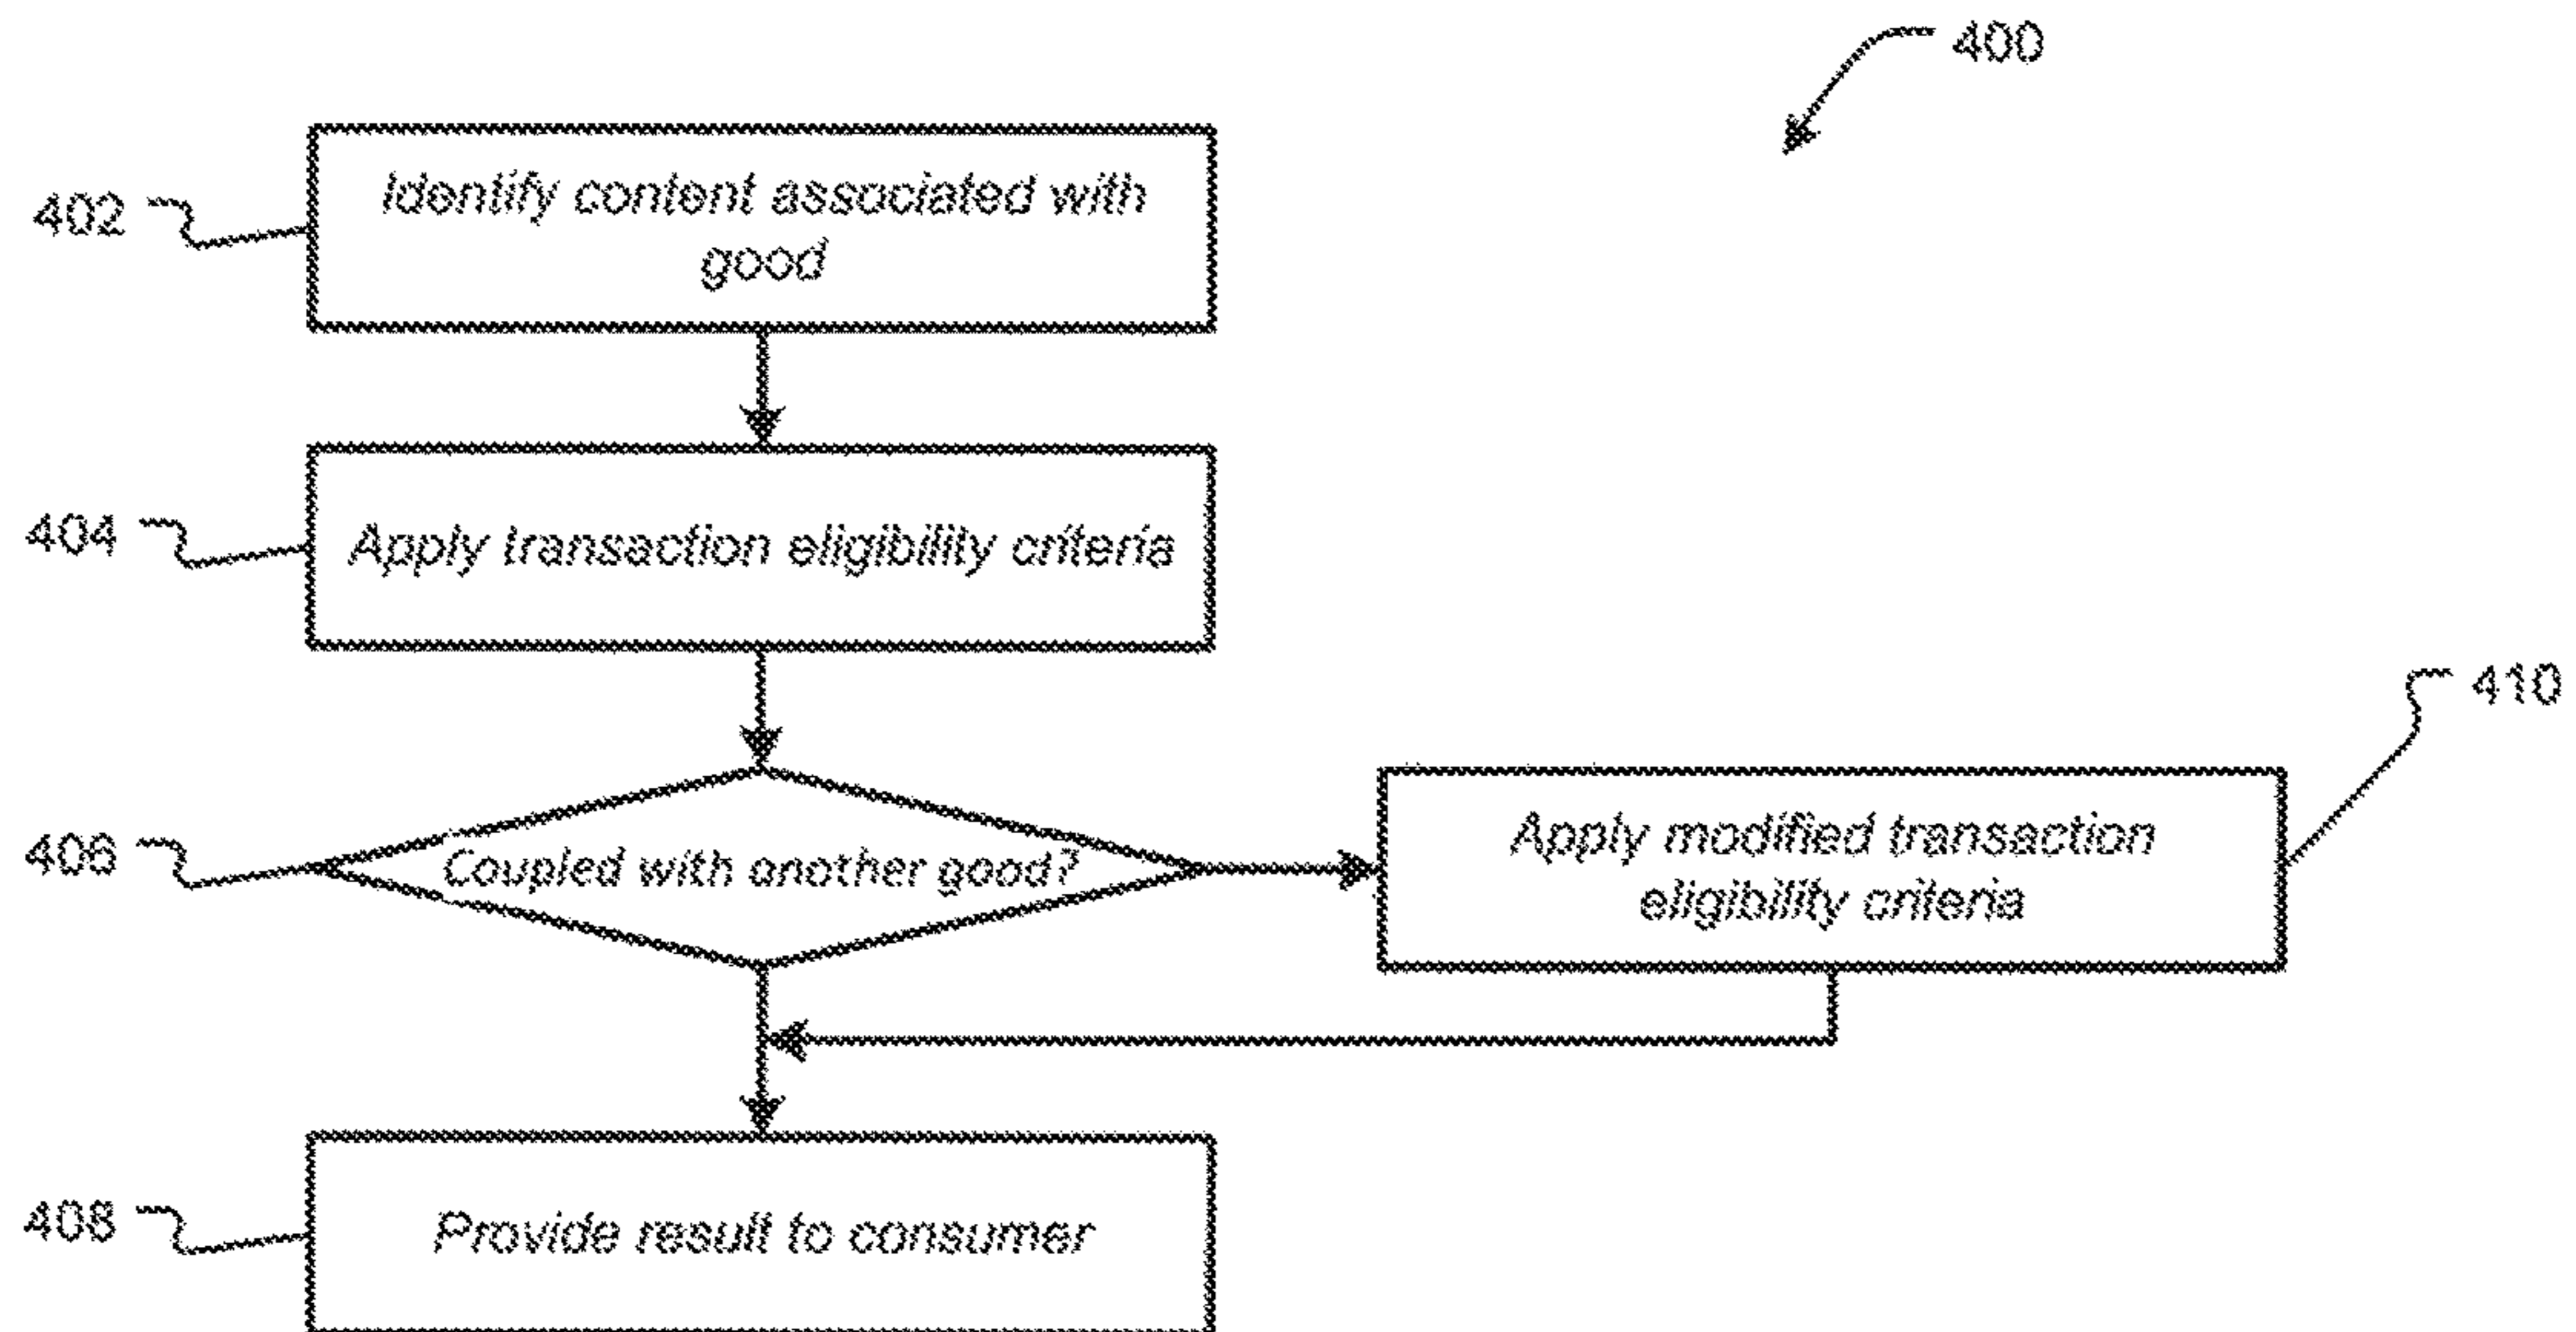 400
402
Identify content associated with
good
404
Apply transaction eligibility criteria
406
Coupled with another good?
410
Apply modified transaction
eligibility criteria
408
Provide result to consumer